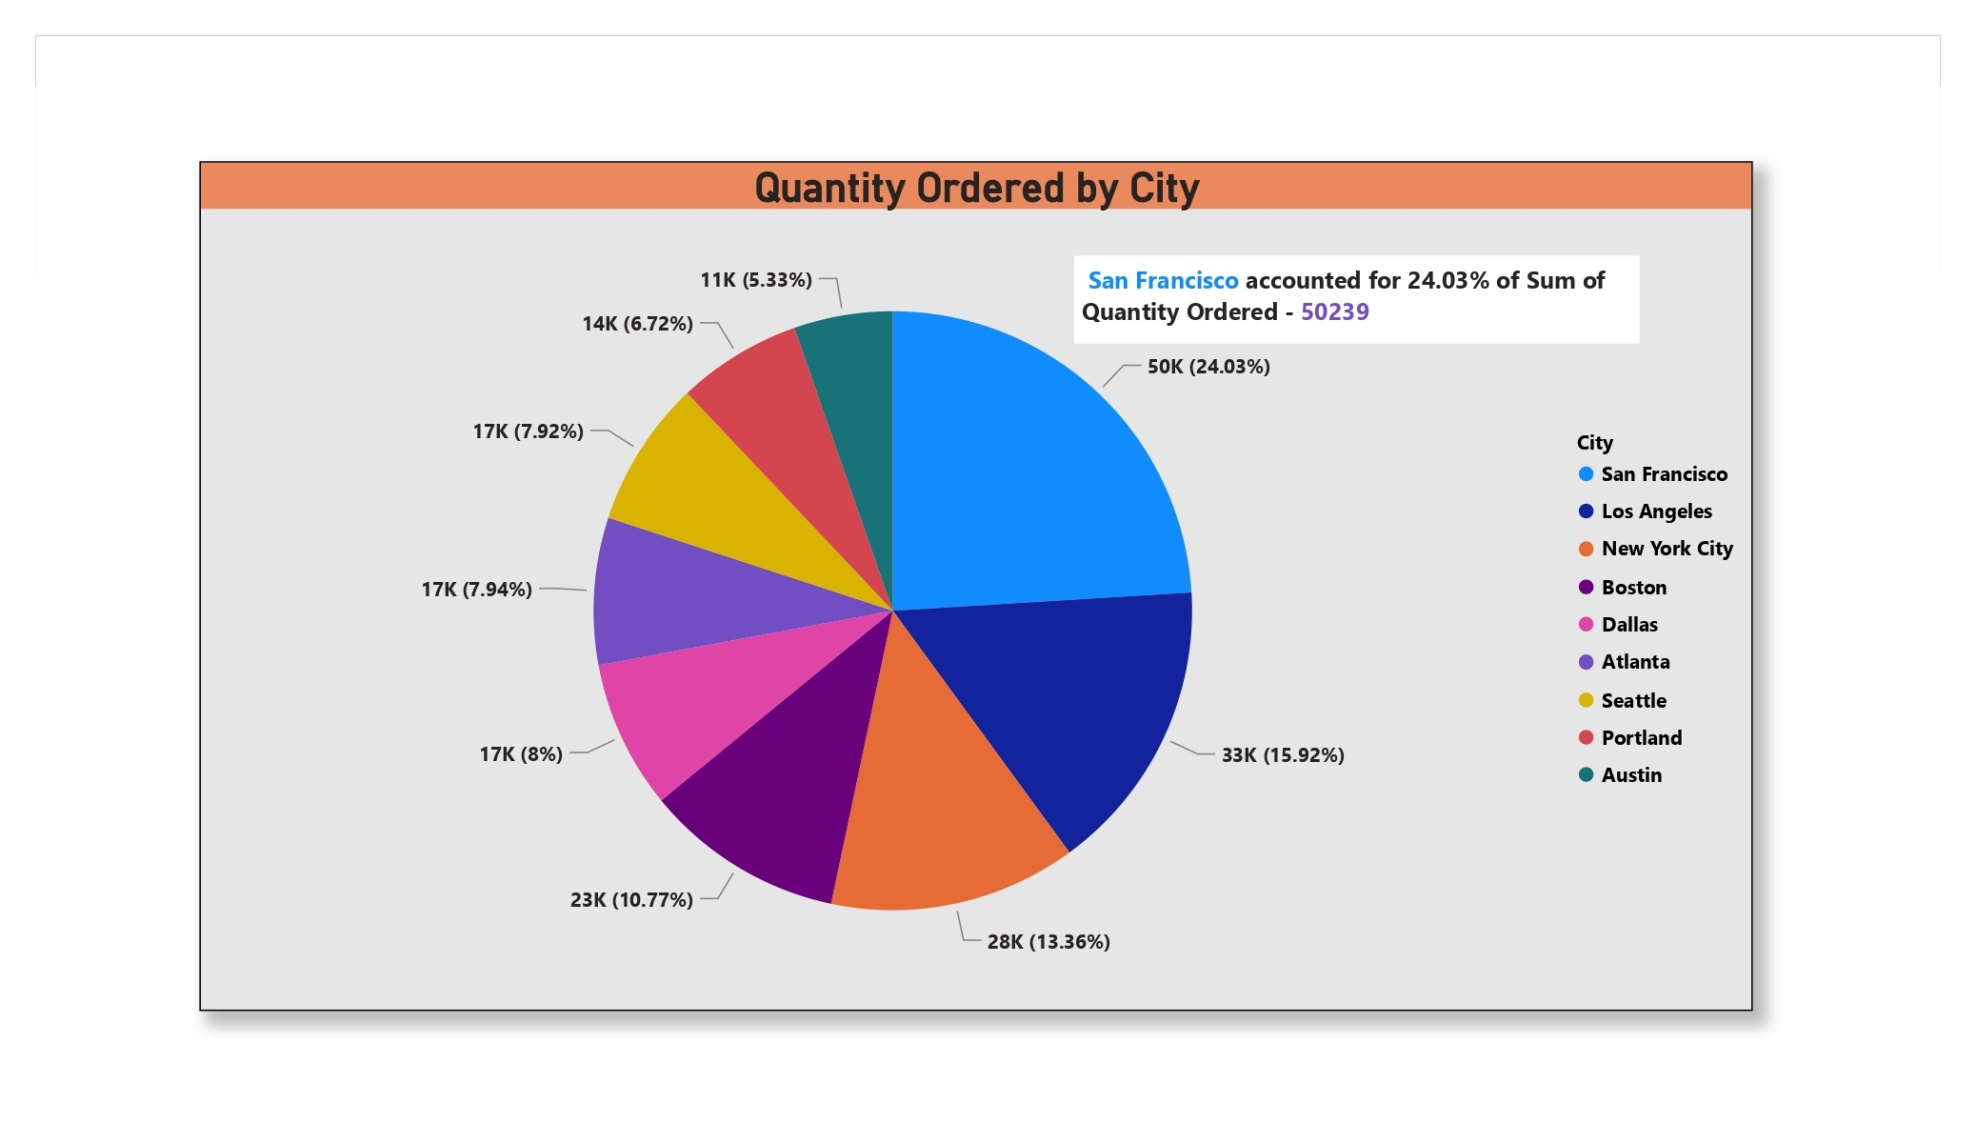 Quantity Ordered by City
San Francisco accounted for 24.03% of Sum of
Quantity Ordered - 50239
11K (5.33%)
14K (6.72%)
50K (24.03%)
17K (7.92%)
17K (7.94%)
17K (8%)
33K (15.92%)
23K (10.77%)
28K (13.36%)
City
San Francisco
Los Angeles
New York City
Boston
Dallas
Atlanta
Seattle
Portland
Austin